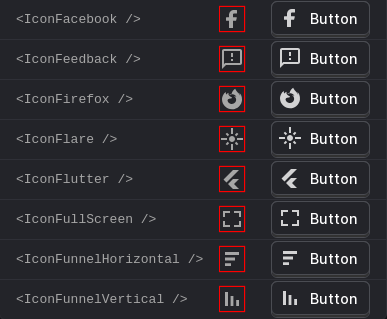 <IconFacebook /> Button
<IconFeedback /> Button
<IconFirefox /> Button
<IconFlare /> Button
<IconFlutter /> Button
<IconFullScreen /> Button
<IconFunnelHorizontal /> Button
<IconFunnelVertical /> Button